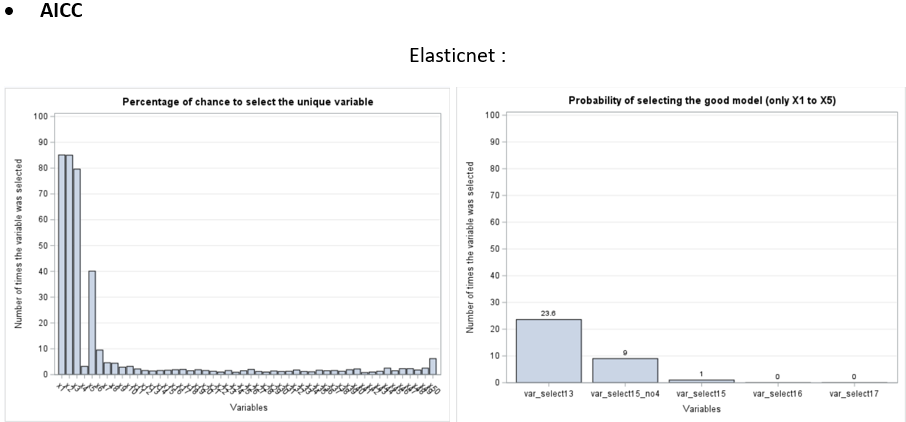 • AICC
Elasticnet :
Percentage of chance to select the unique variable
Number of times the variable was selected
100
90
80
70
60
50
40
30
20
10
0
Variables
Probability of selecting the good model (only X1 to X5)
Number of times the variable was selected
100
90
80
70
60
50
40
30
20
10
0
23.6
9
1
0
0
var_select13
var_select15_no4
var_select15
var_select16
var_select17
Variables